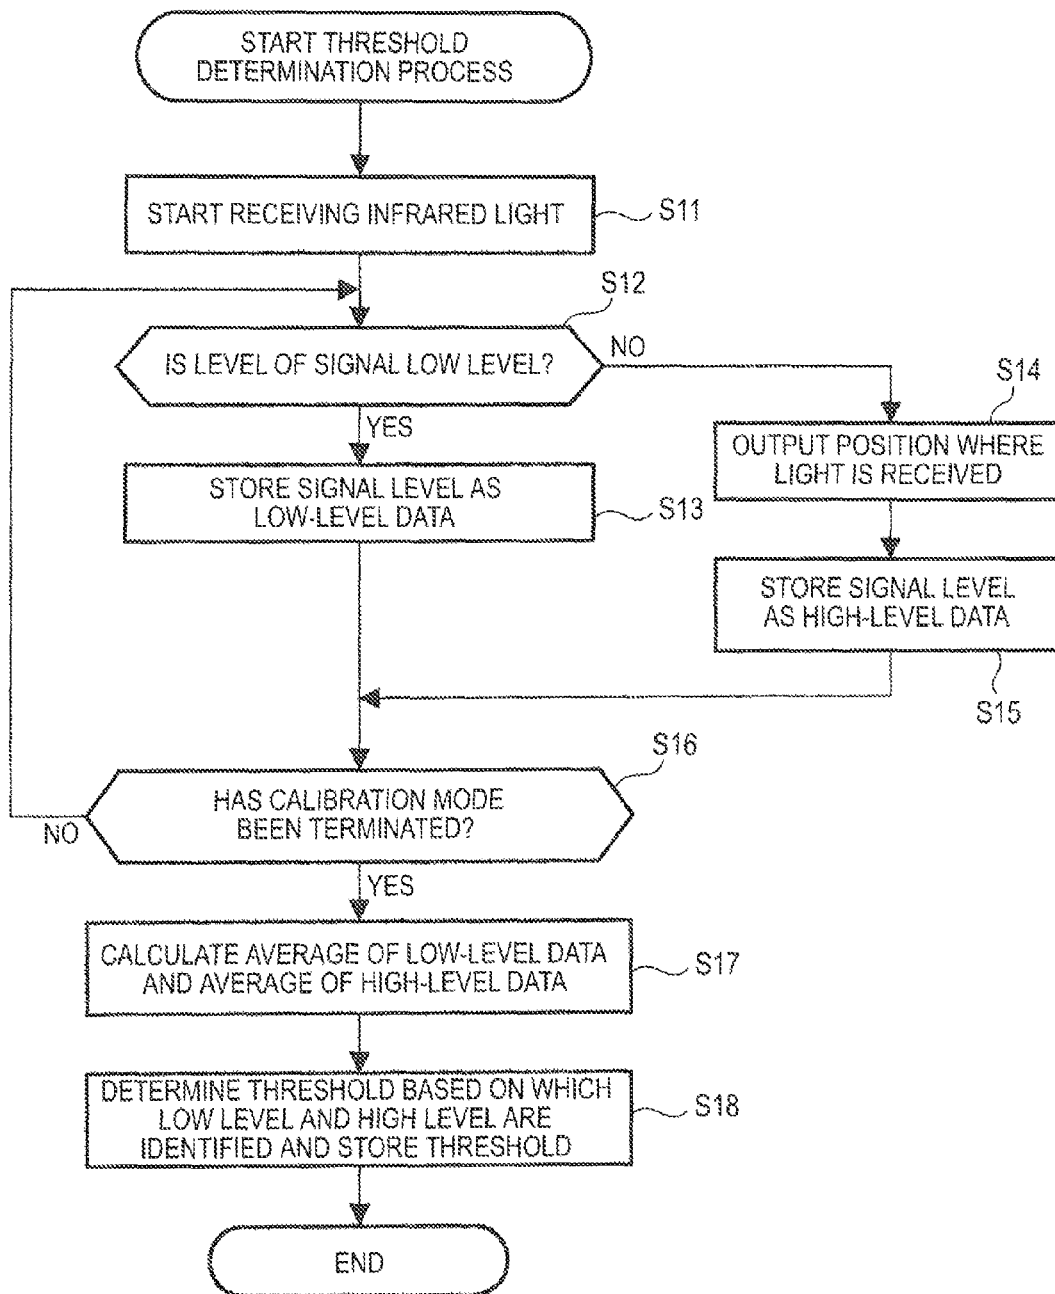 START THRESHOLD
DETERMINATION PROCESS
START RECEIVING INFRARED LIGHT
S11
S12
IS LEVEL OF SIGNAL LOW LEVEL?
NO
S14
YES
OUTPUT POSITION WHERE
LIGHT IS RECEIVED
STORE SIGNAL LEVEL AS
LOW-LEVEL DATA
S13
STORE SIGNAL LEVEL
AS HIGH-LEVEL DATA
S15
S16
HAS CALIBRATION MODE
BEEN TERMINATED?
NO
YES
CALCULATE AVERAGE OF LOW-LEVEL DATA
AND AVERAGE OF HIGH-LEVEL DATA
S17
DETERMINE THRESHOLD BASED ON WHICH
LOW LEVEL AND HIGH LEVEL ARE
IDENTIFIED AND STORE THRESHOLD
S18
END